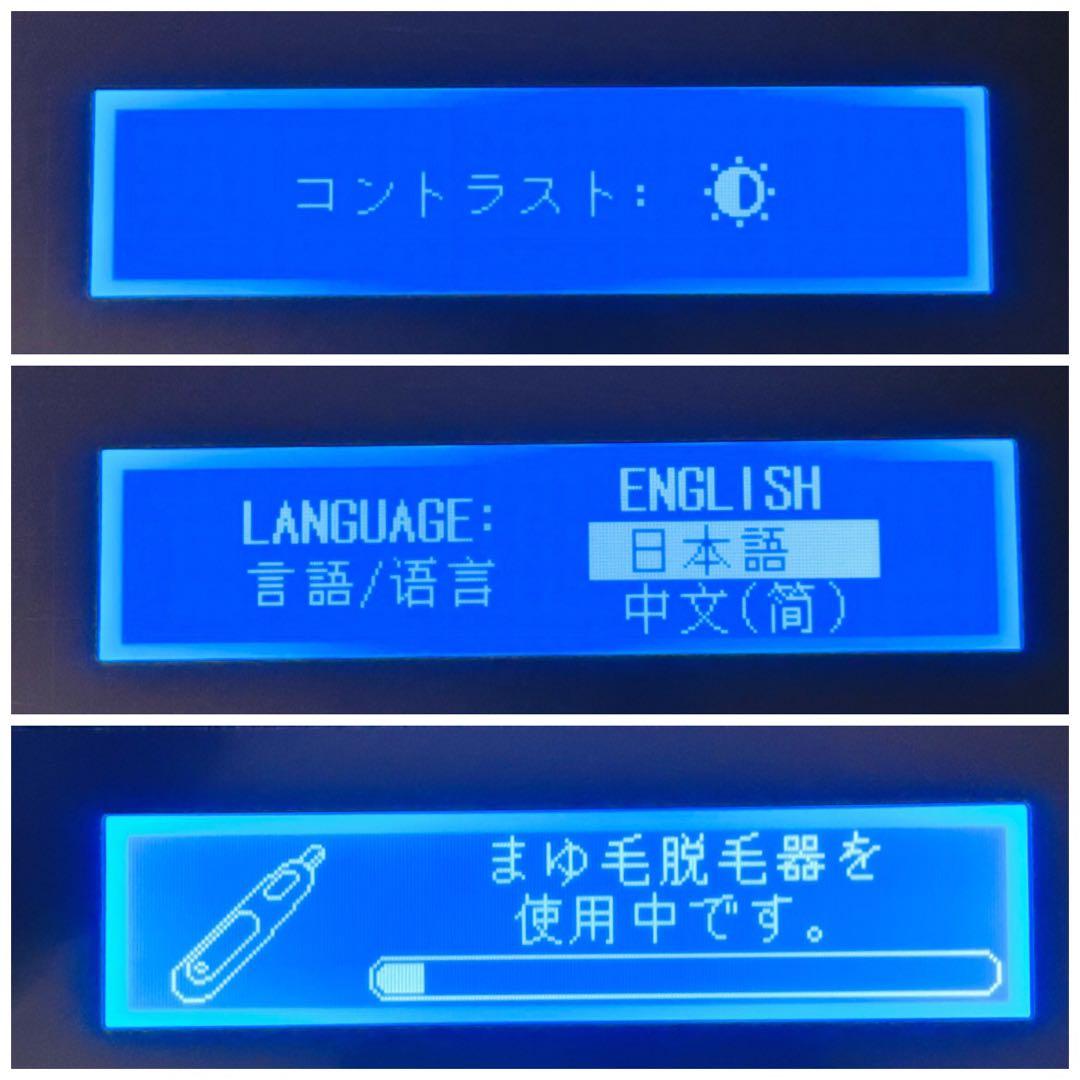 コントラスト:
LANGUAGE:
言語/语言
ENGLISH
日本語
中文(简)
まゆ毛脱毛器を
使用中です。